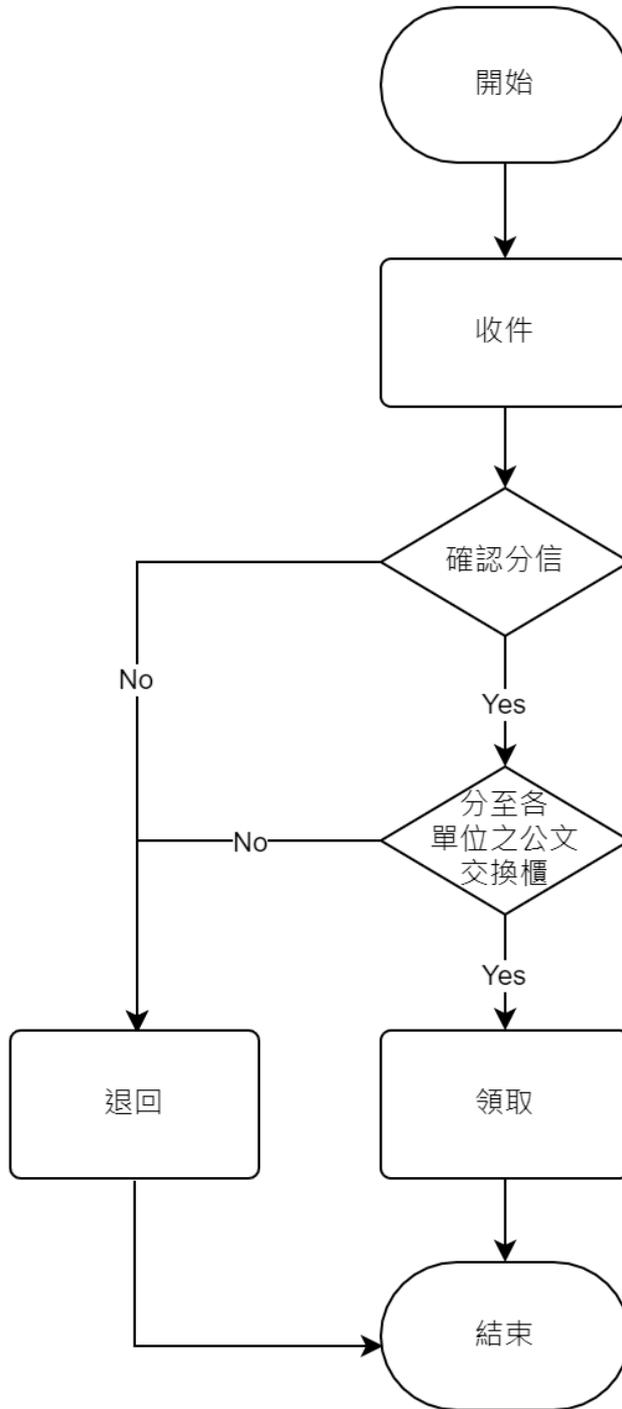 開始
收件
確認分信
No
Yes
分至各
單位之公文
交換櫃
No
Yes
退回
領取
結束